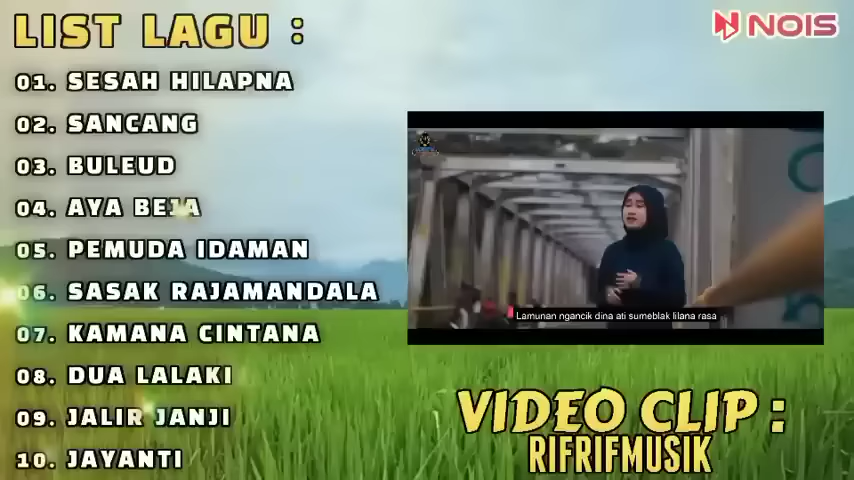 LIST LAGU :
NOIS
01. SESAH HILAPNA
02. SANCANG
03. BULEUD
04. AYA BEJA
05. PEMUDA IDAMAN
06. SASAK RAJAMANDALA
07. KAMANA CINTANA
08. DUA LALAKI
09. JALIR JANJI
10. JAYANTI
Lamunan ngancik dina ati sumeblak lilana rasa
VIDEO CLIP :
RIFRIFMUSIK